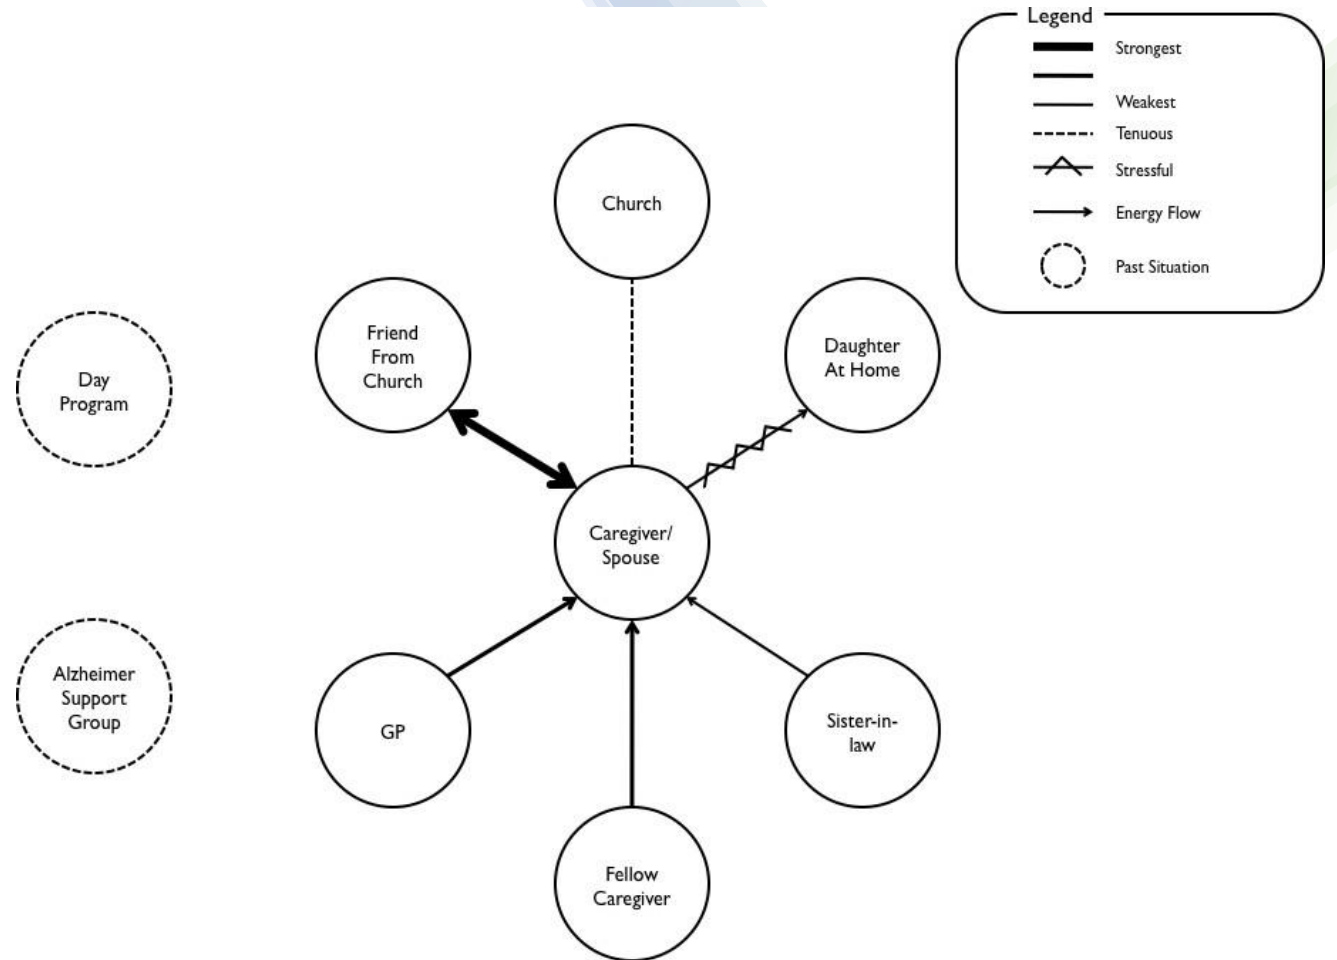 Legend
Strongest
Weakest
Tenuous
Stressful
Energy Flow
Past Situation
Church
Friend
From
Church
Daughter
At Home
Day
Program
Caregiver/
Spouse
Alzheimer
Support
Group
GP
Sister-in-
law
Fellow
Caregiver